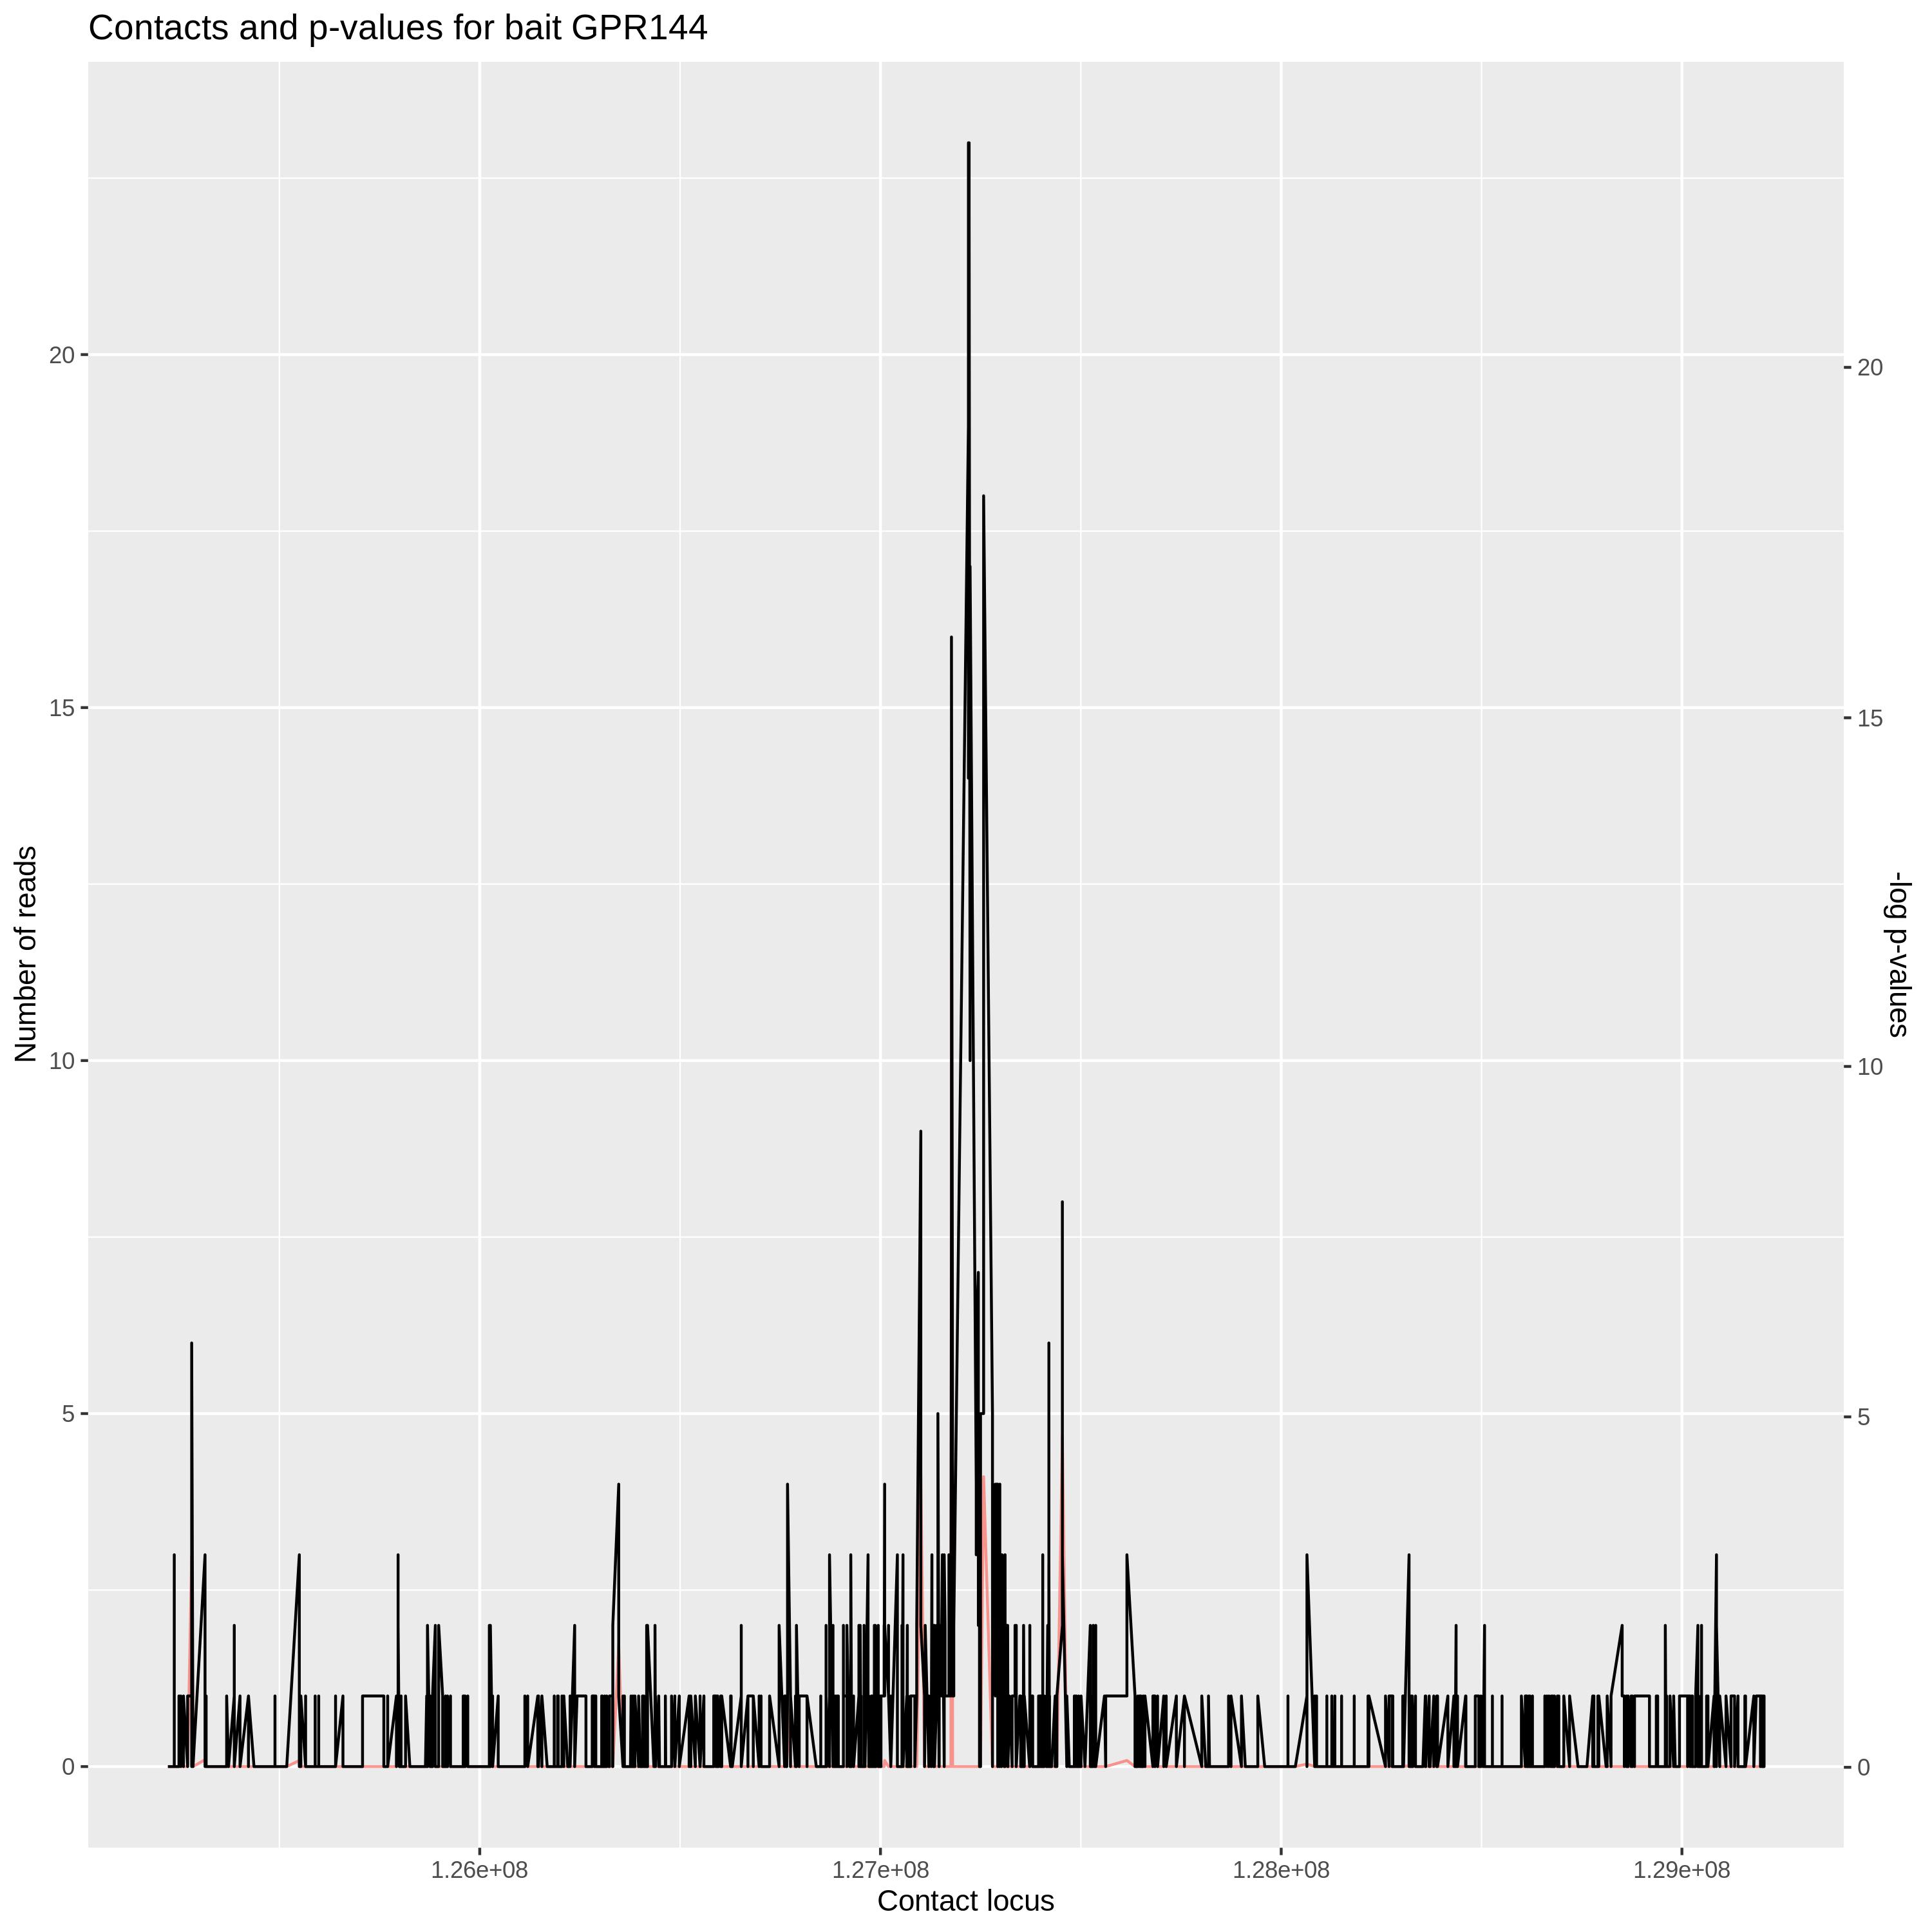 Contacts and p-values for bait GPR144
20
15
10
5
0
Number of reads
20
15
10
5
0
-log p-values
1.26e+08
1.27e+08
1.28e+08
1.29e+08
Contact locus